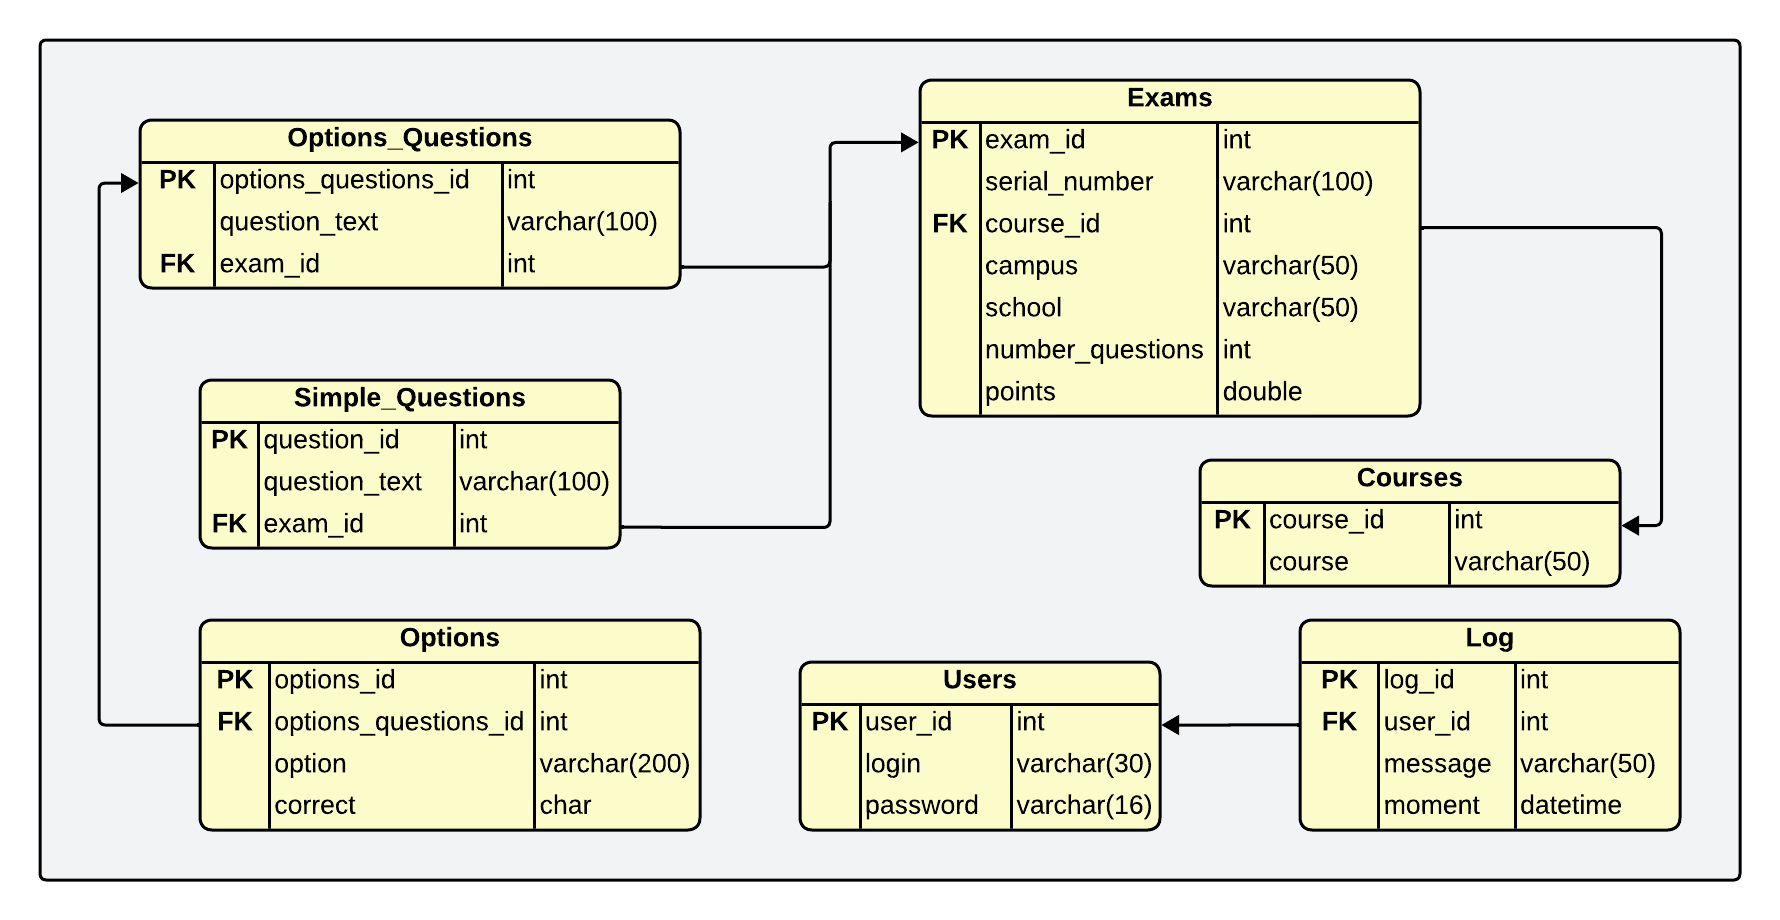 Options_Questions
PK options_questions_id int
question_text varchar(100)
FK exam_id int
Exams
PK exam_id int
serial_number varchar(100)
FK course_id int
campus varchar(50)
school varchar(50)
number_questions int
points double
Simple_Questions
PK question_id int
question_text varchar(100)
FK exam_id int
Courses
PK course_id int
course varchar(50)
Options
PK options_id int
FK options_questions_id int
option varchar(200)
correct char
Users
PK user_id int
login varchar(30)
password varchar(16)
Log
PK log_id int
FK user_id int
message varchar(50)
moment datetime